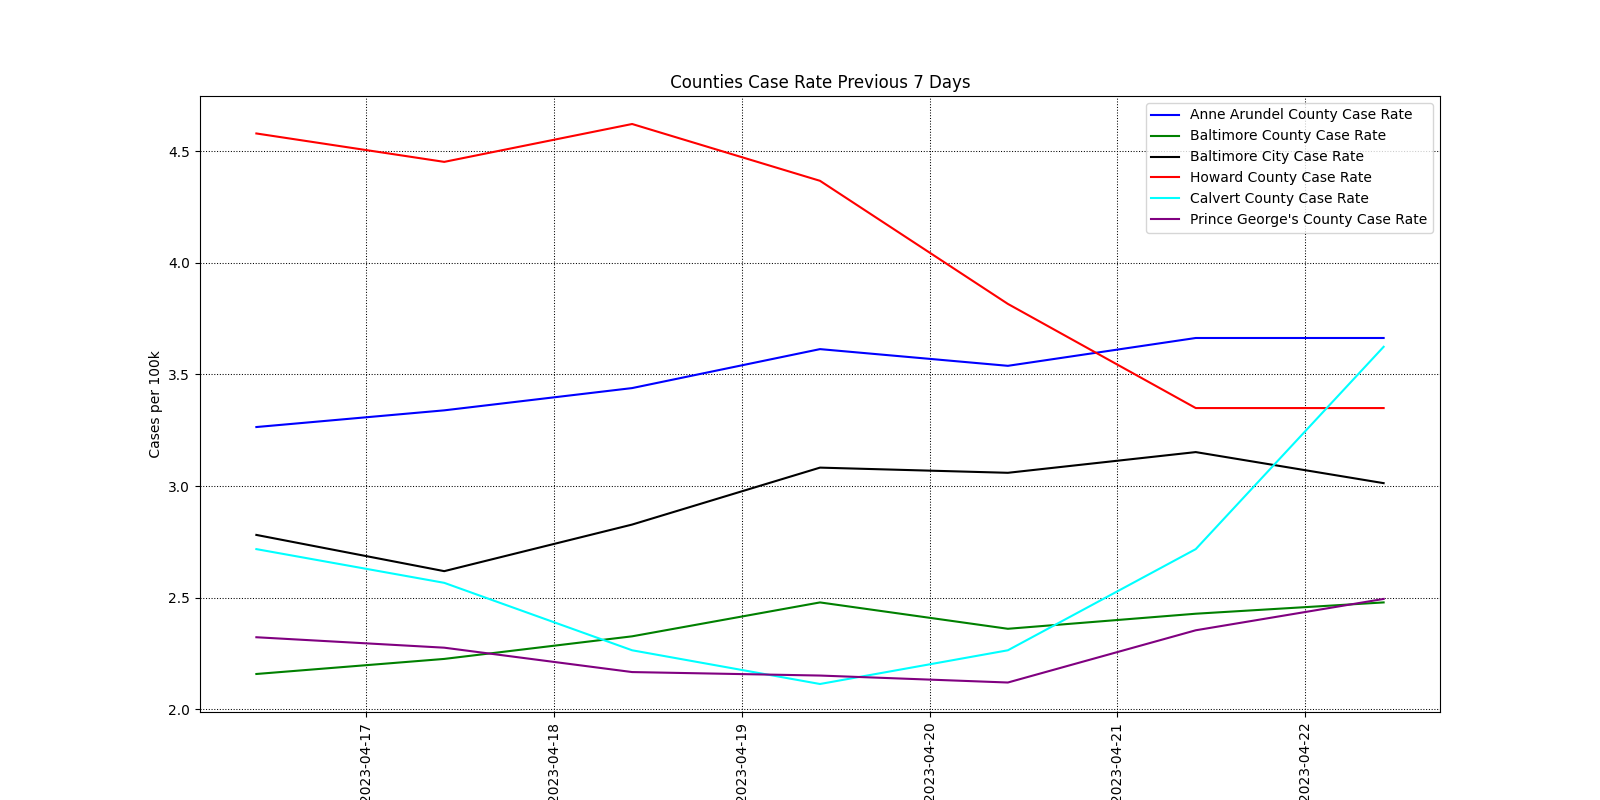 Counties Case Rate Previous 7 Days
Anne Arundel County Case Rate
Baltimore County Case Rate
Baltimore City Case Rate
Howard County Case Rate
Calvert County Case Rate
Prince George's County Case Rate
Cases per 100k
4.5
4.0
3.5
3.0
2.5
2.0
2023-04-17
2023-04-18
2023-04-19
2023-04-20
2023-04-21
2023-04-22